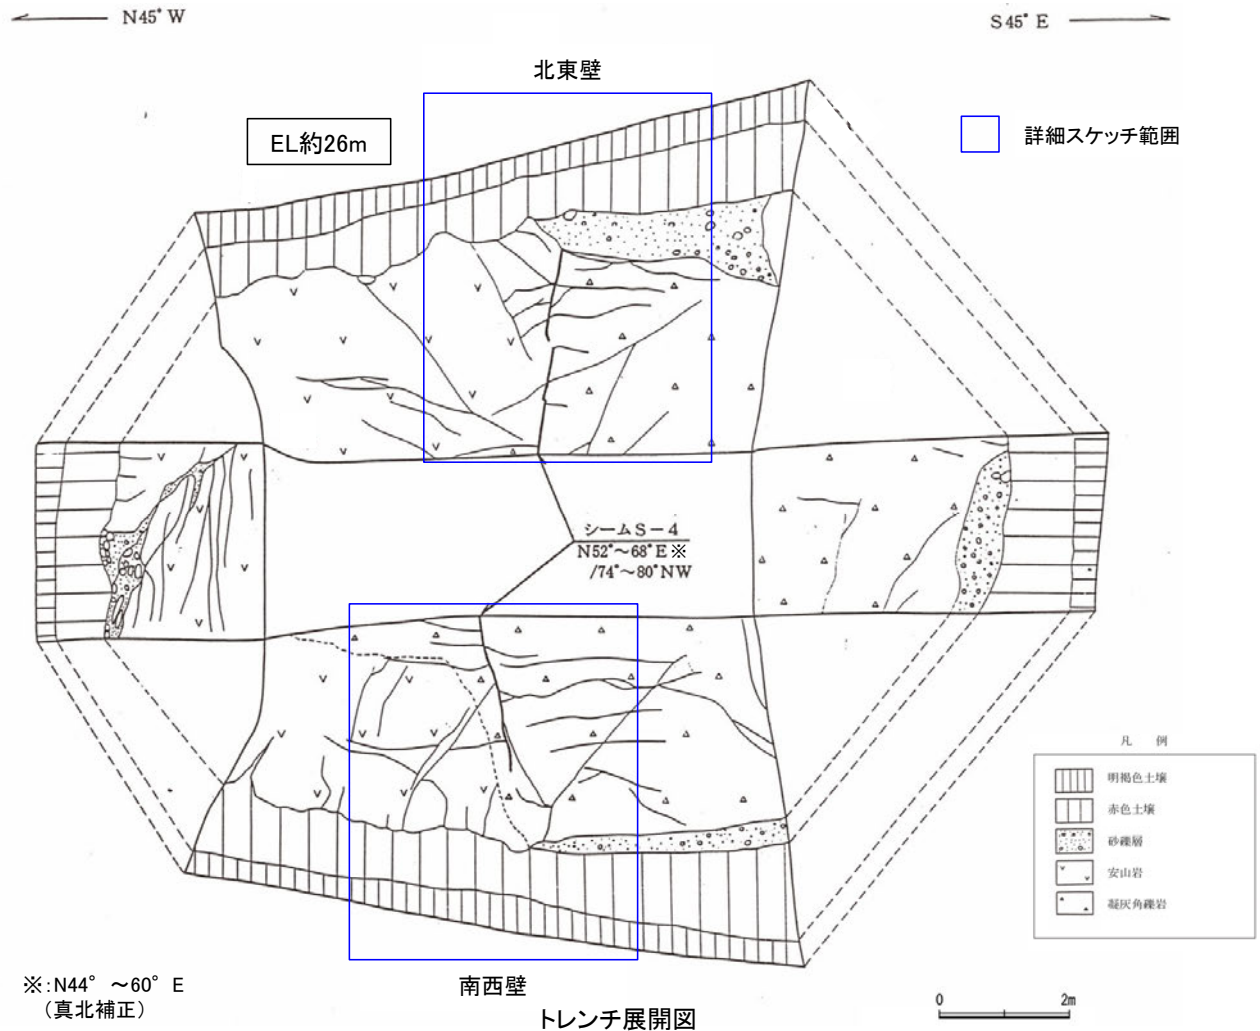 N45° W
S45° E
北東壁
EL約26m
詳細スケッチ範囲
シームS-4
N52°~68°E※
/74°~80°NW
凡 例
明褐色土壌
赤色土壌
砂礫層
安山岩
凝灰角礫岩
※:N44° ~60° E
(真北補正)
南西壁
トレンチ展開図
0 2m